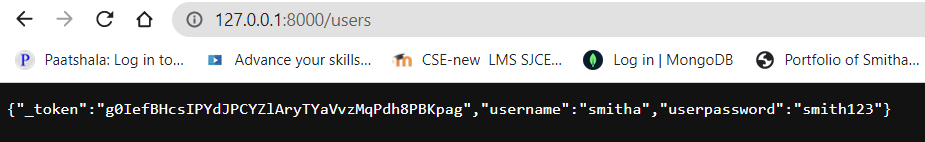 127.0.0.1:8000/users
P Paatshala: Log in to... Advance your skills... CSE-new LMS SJCE... Log in | MongoDB Portfolio of Smitha...
{"_token":"g0IefBHcsIPYdJPCYZlAryTYaVvzMqPdh8PBKpag","username":"smitha","userpassword":"smith123"}